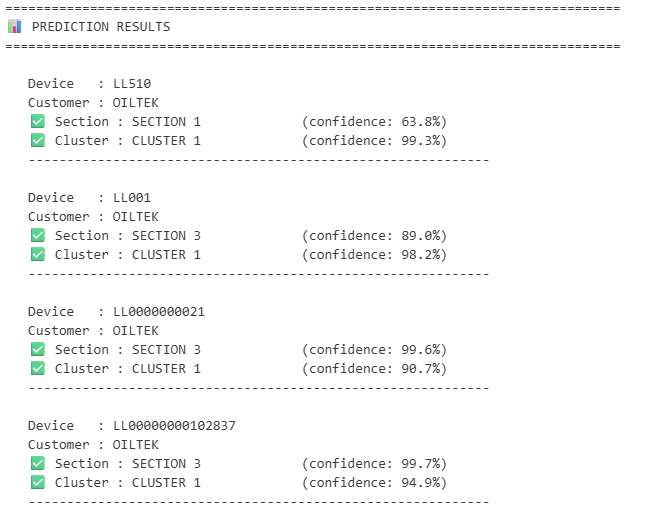 ================================================================================
📊 PREDICTION RESULTS
================================================================================
Device   : LL510
Customer : OILTEK
✅ Section : SECTION 1             (confidence: 63.8%)
✅ Cluster : CLUSTER 1             (confidence: 99.3%)
------------------------------------------------------------
Device   : LL001
Customer : OILTEK
✅ Section : SECTION 3             (confidence: 89.0%)
✅ Cluster : CLUSTER 1             (confidence: 98.2%)
------------------------------------------------------------
Device   : LL0000000021
Customer : OILTEK
✅ Section : SECTION 3             (confidence: 99.6%)
✅ Cluster : CLUSTER 1             (confidence: 90.7%)
------------------------------------------------------------
Device   : LL00000000102837
Customer : OILTEK
✅ Section : SECTION 3             (confidence: 99.7%)
✅ Cluster : CLUSTER 1             (confidence: 94.9%)
------------------------------------------------------------